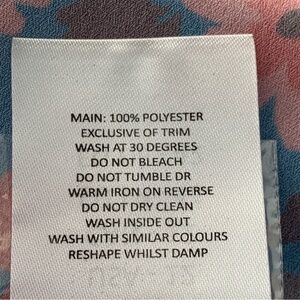 MAIN: 100% POLYESTER
EXCLUSIVE OF TRIM
WASH AT 30 DEGREES
DO NOT BLEACH
DO NOT TUMBLE DR
WARM IRON ON REVERSE
DO NOT DRY CLEAN
WASH INSIDE OUT
WASH WITH SIMILAR COLOURS
RESHAPE WHILST DAMP